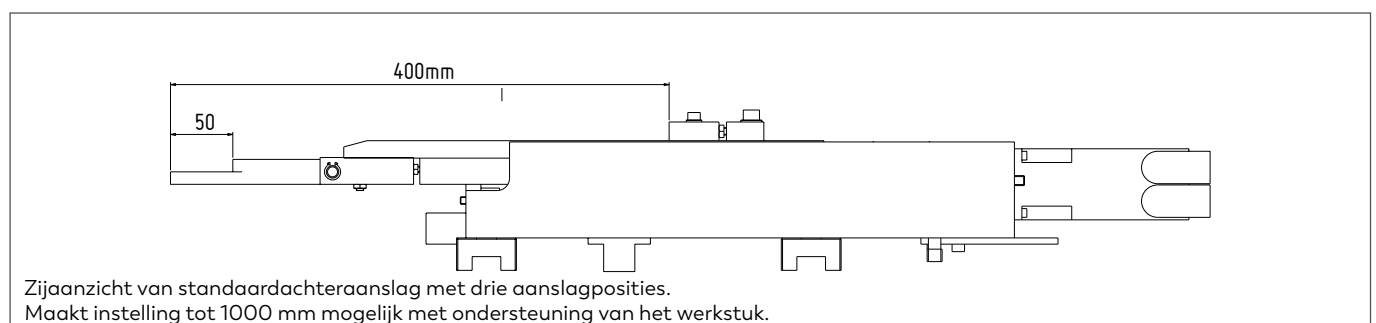 400mm
50
Zijaanzicht van standaardachteraanslag met drie aanslagposities.
Maakt instelling tot 1000 mm mogelijk met ondersteuning van het werkstuk.